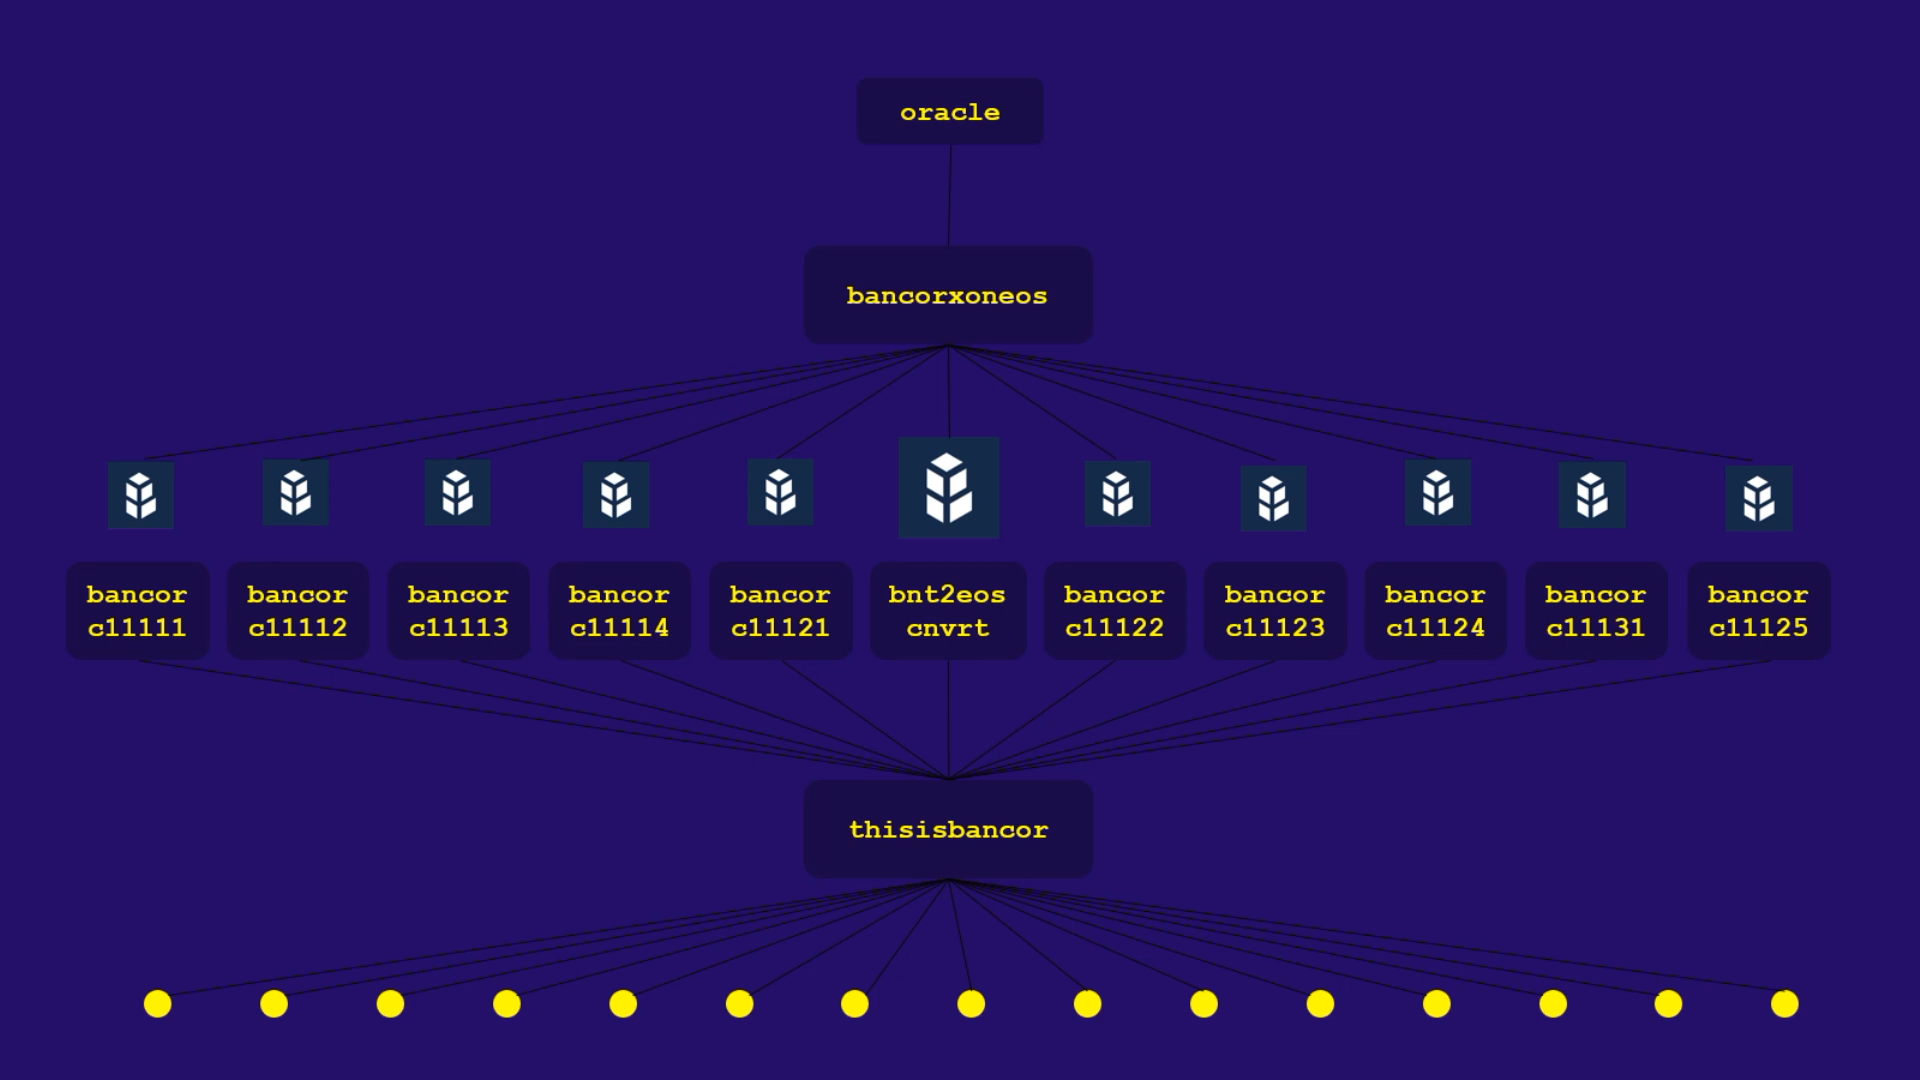 oracle
bancorxoneos
bancor
c11111
bancor
c11112
bancor
c11113
bancor
c11114
bancor
c11121
bnt2eos
cnvrt
bancor
c11122
bancor
c11123
bancor
c11124
bancor
c11131
bancor
c11125
thisisbancor